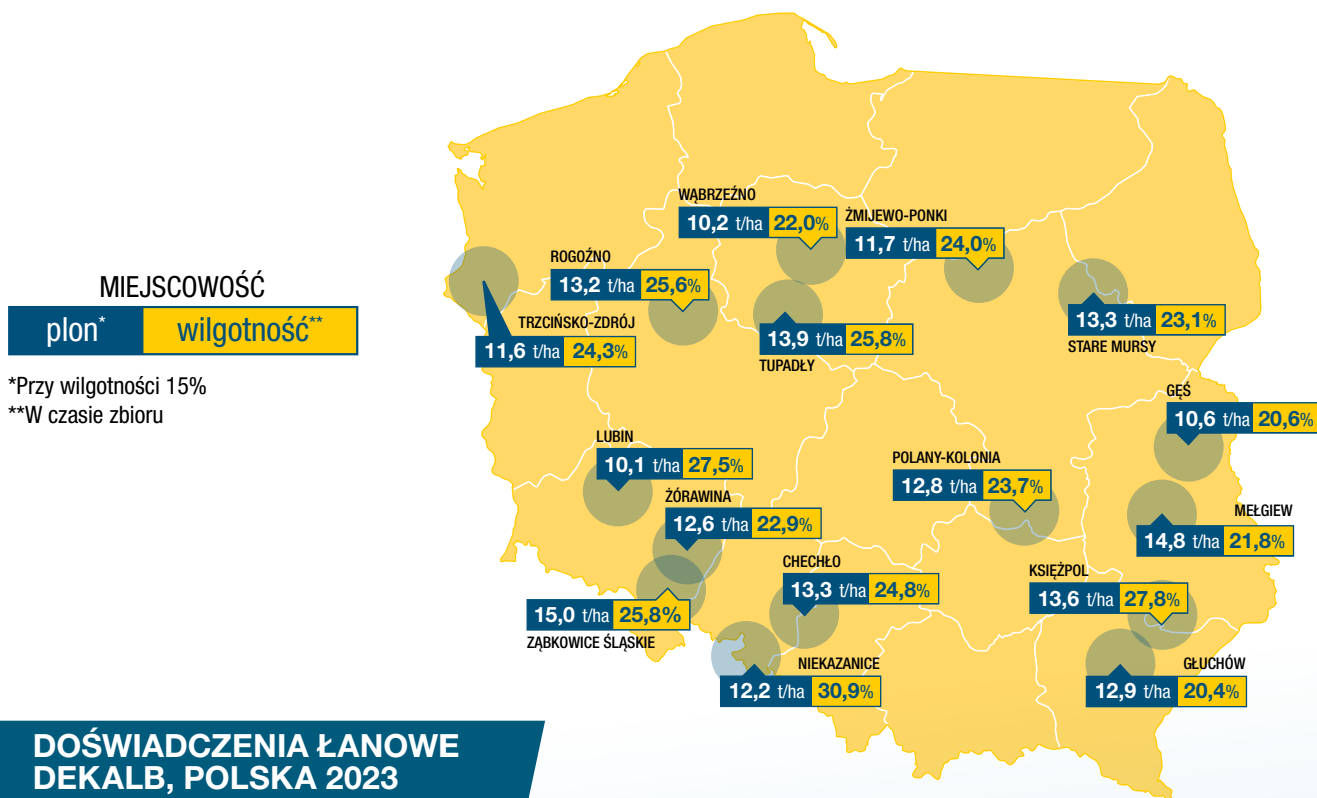 WĄBRZEŹNO
10,2 t/ha 22,0%
ŻMIJEWO-PONKI
11,7 t/ha 24,0%
ROGOŹNO
13,2 t/ha 25,6%
MIEJSCOWOŚĆ
plon* wilgotność**
*Przy wilgotności 15%
**W czasie zbioru
TRZCIŃSKO-ZDRÓJ
11,6 t/ha 24,3%
13,9 t/ha 25,8%
TUPADŁY
13,3 t/ha 23,1%
STARE MURSY
GĘŚ
10,6 t/ha 20,6%
LUBIN
10,1 t/ha 27,5%
POLANY-KOLONIA
12,8 t/ha 23,7%
ŻÓRAWINA
12,6 t/ha 22,9%
MEŁGIEW
14,8 t/ha 21,8%
CHECHŁO
13,3 t/ha 24,8%
KSIĘŻPOL
13,6 t/ha 27,8%
15,0 t/ha 25,8%
ZĄBKOWICE ŚLĄSKIE
NIEKAZANICE
12,2 t/ha 30,9%
GŁUCHÓW
12,9 t/ha 20,4%
DOŚWIADCZENIA ŁANOWE
DEKALB, POLSKA 2023